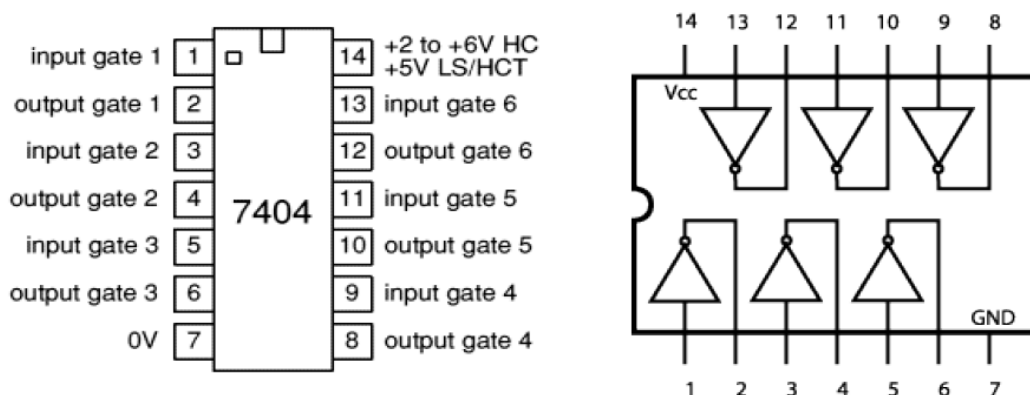 input gate 1 1 14 +2 to +6V HC
+5V LS/HCT
output gate 1 2 13 input gate 6
input gate 2 3 12 output gate 6
output gate 2 4 11 input gate 5
7404
input gate 3 5 10 output gate 5
output gate 3 6 9 input gate 4
0V 7 8 output gate 4
14 13 12 11 10 9 8
Vcc
GND
1 2 3 4 5 6 7